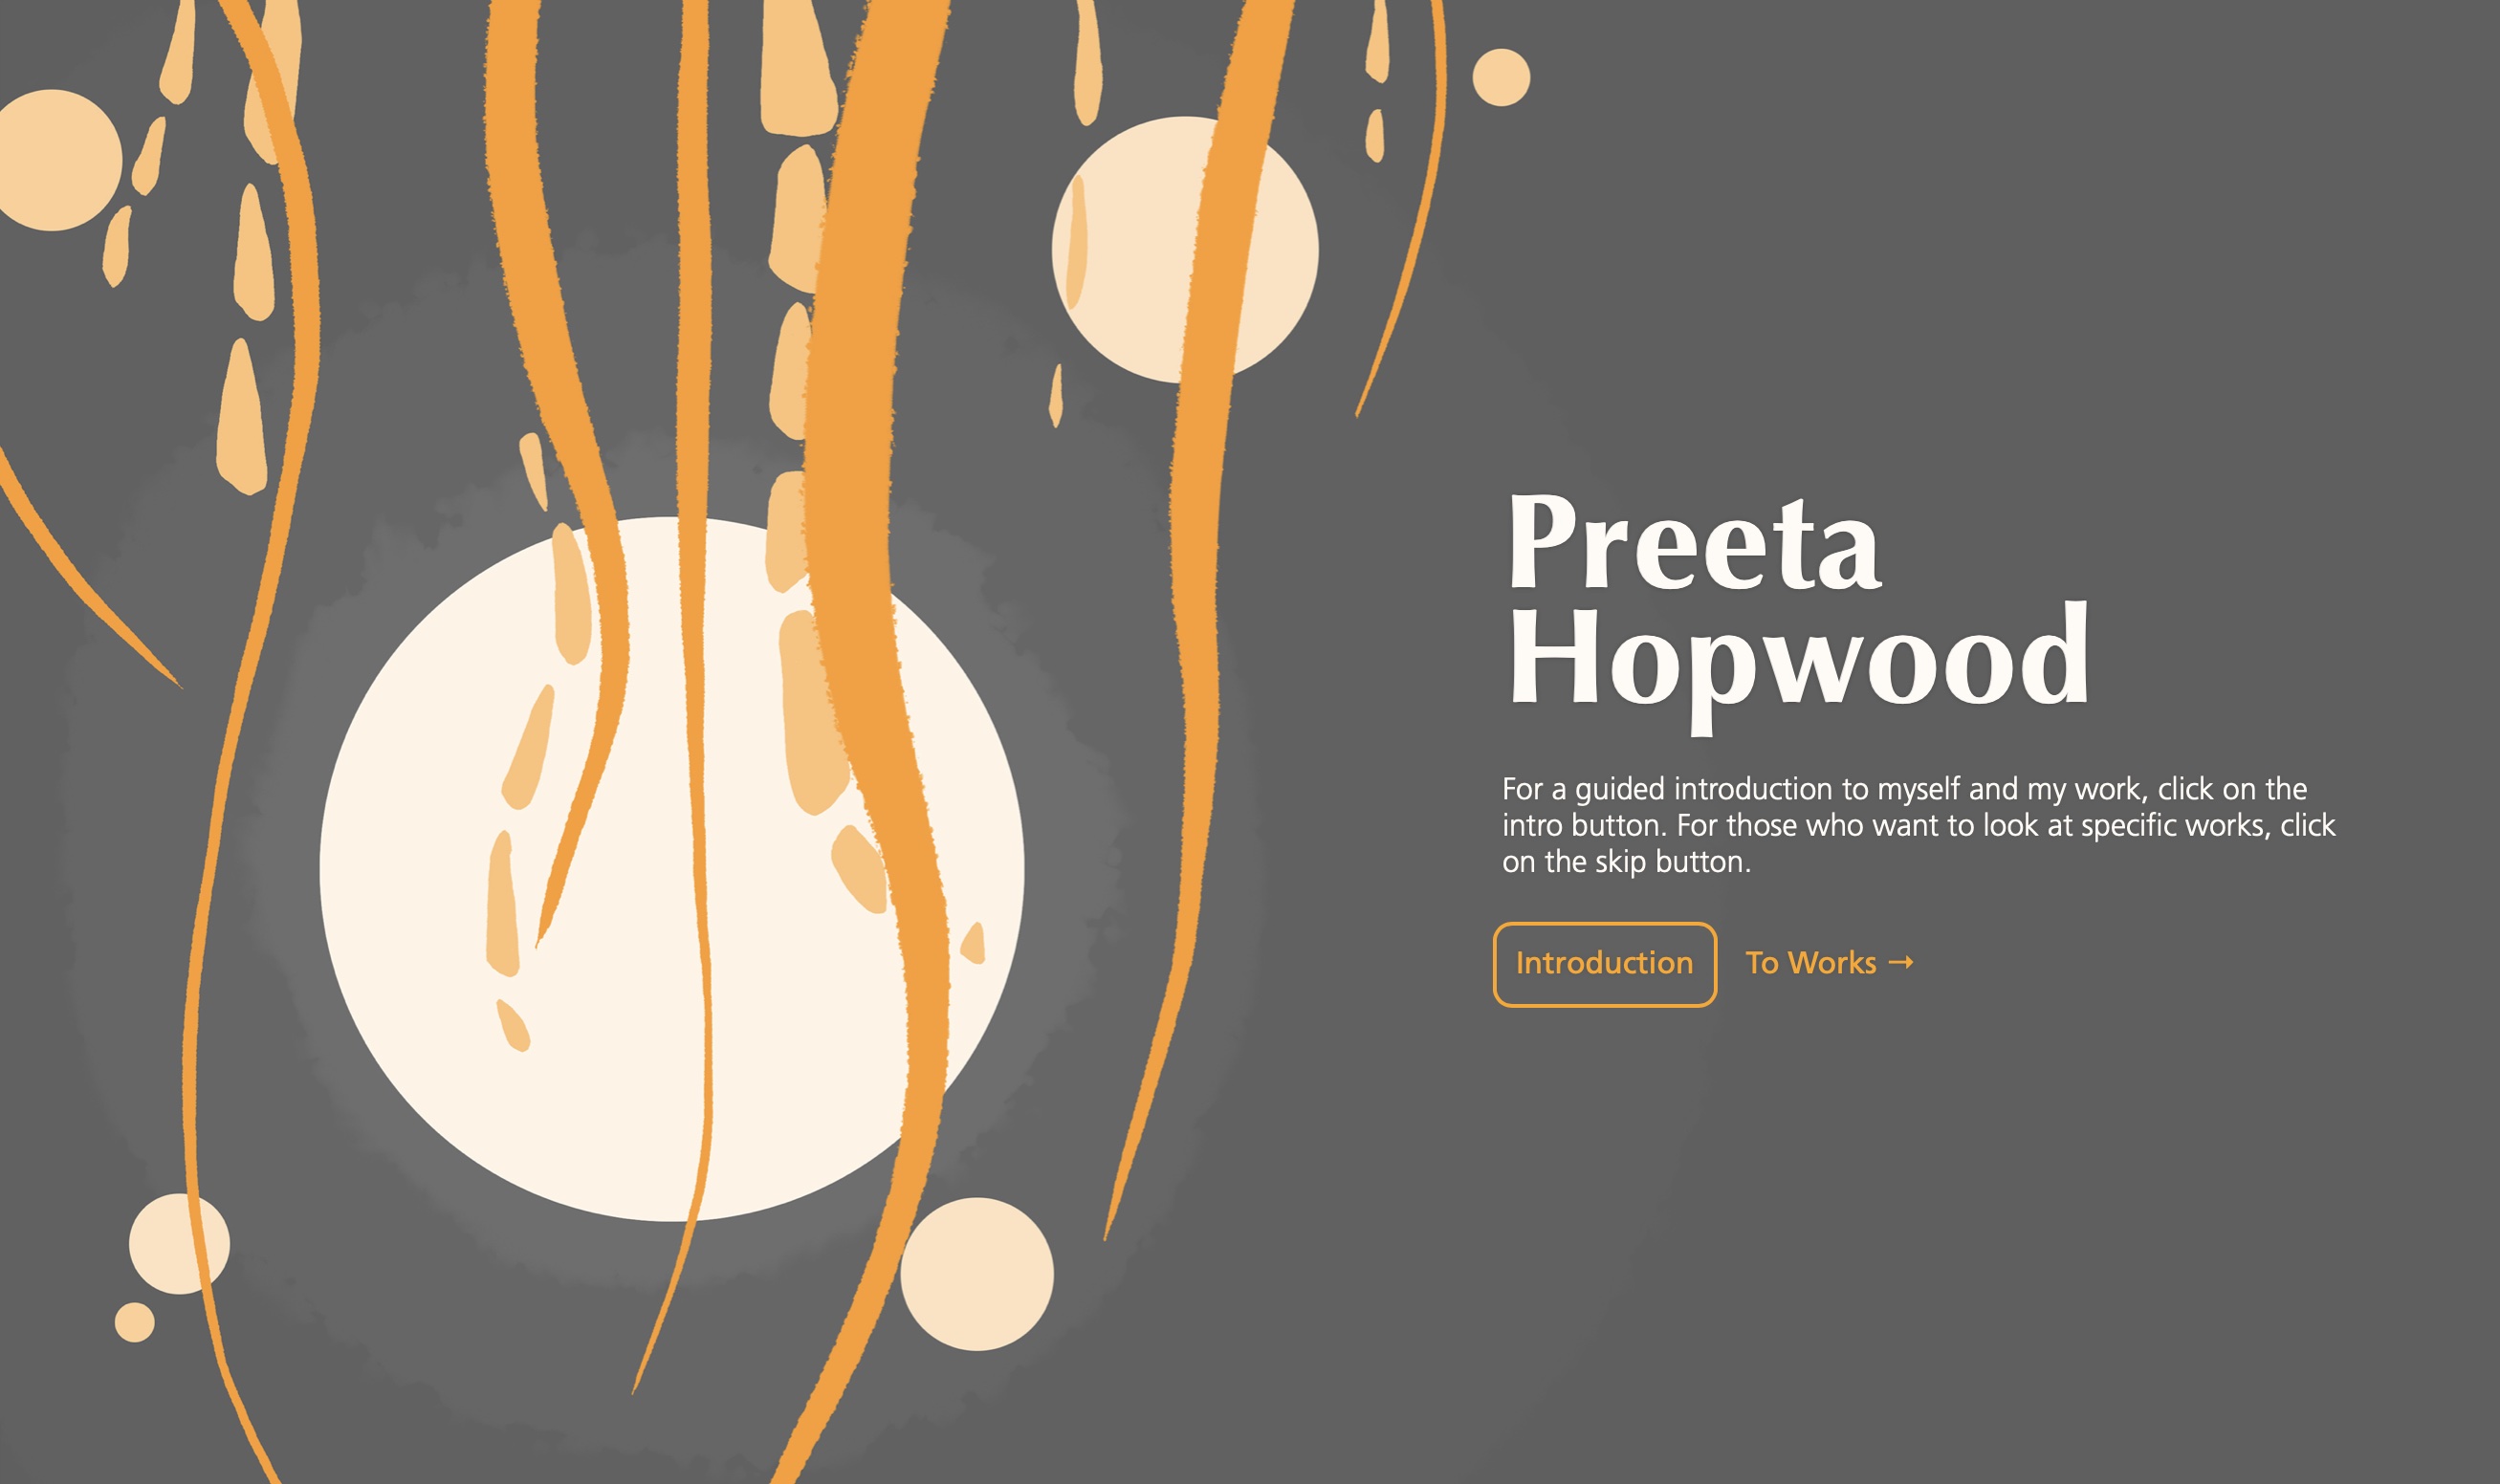 Preeta
Hopwood
For a guided introduction to myself and my work, click on the
intro button. For those who want to look at specific works, click
on the skip button.
Introduction
To Works →